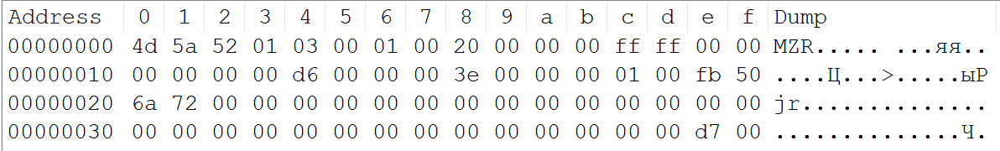 Address 0 1 2 3 4 5 6 7 8 9 a b c d e f Dump
00000000 4d 5a 52 01 03 00 01 00 20 00 00 00 ff ff 00 00 MZR..... ...яя..
00000010 00 00 00 00 d6 00 00 00 3e 00 00 00 01 00 fb 50 ....Ц...>.....ыP
00000020 6a 72 00 00 00 00 00 00 00 00 00 00 00 00 00 00 jr..............
00000030 00 00 00 00 00 00 00 00 00 00 00 00 00 00 d7 00 ..............Ч.